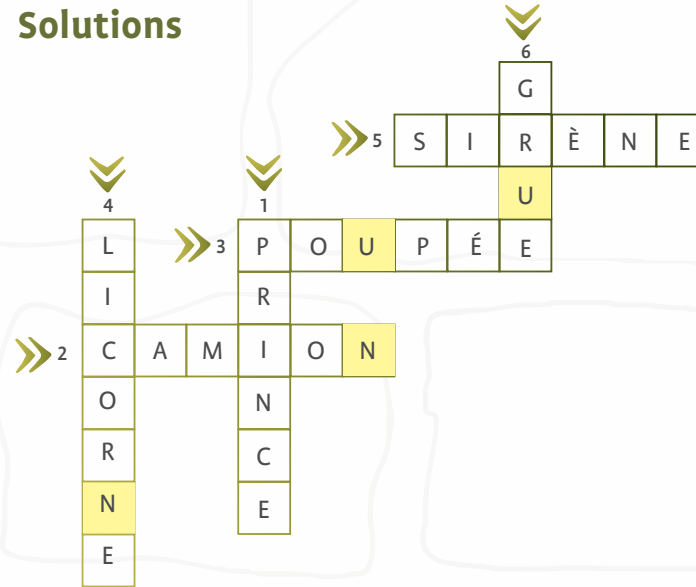 Solutions
6
G
5 S I R È N E
U
4 1
L 3 P O U P É E
I R
2 C A M I O N
O N
R C
N E
E